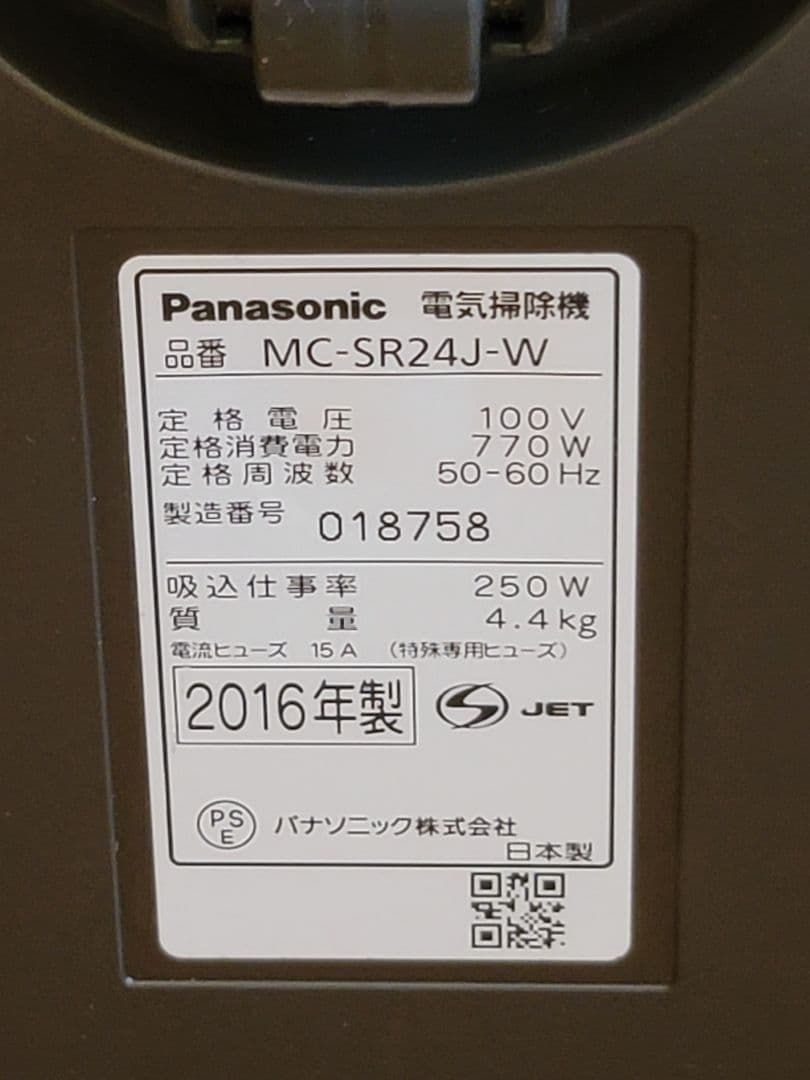 Panasonic 電気掃除機
品番 MC-SR24J-W
定格電圧 100V
定格消費電力 770W
定格周波数 50-60Hz
製造番号 018758
吸込仕事率 250W
質量 4.4kg
電流ヒューズ 15A (特殊専用ヒューズ)
2016年製 S JET
PSE パナソニック株式会社
日本製